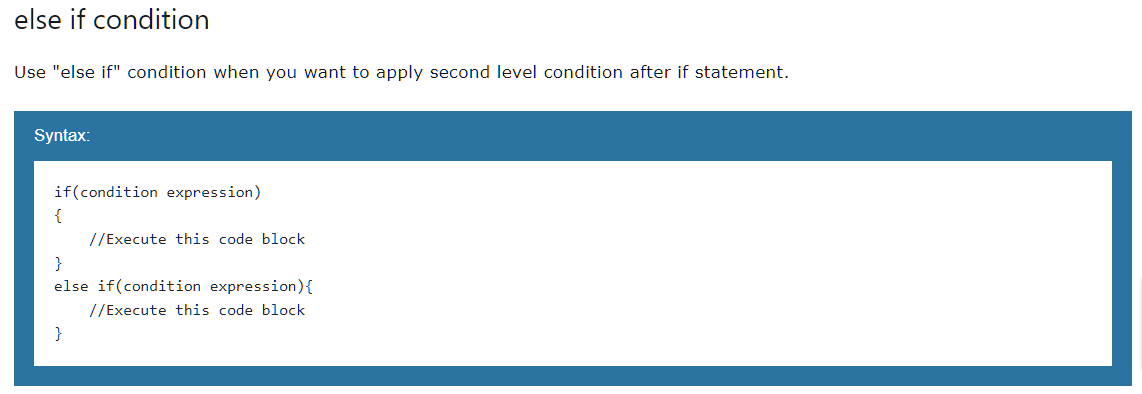 else if condition
Use "else if" condition when you want to apply second level condition after if statement.
Syntax:
if(condition expression)
{
    //Execute this code block
}
else if(condition expression){
    //Execute this code block
}